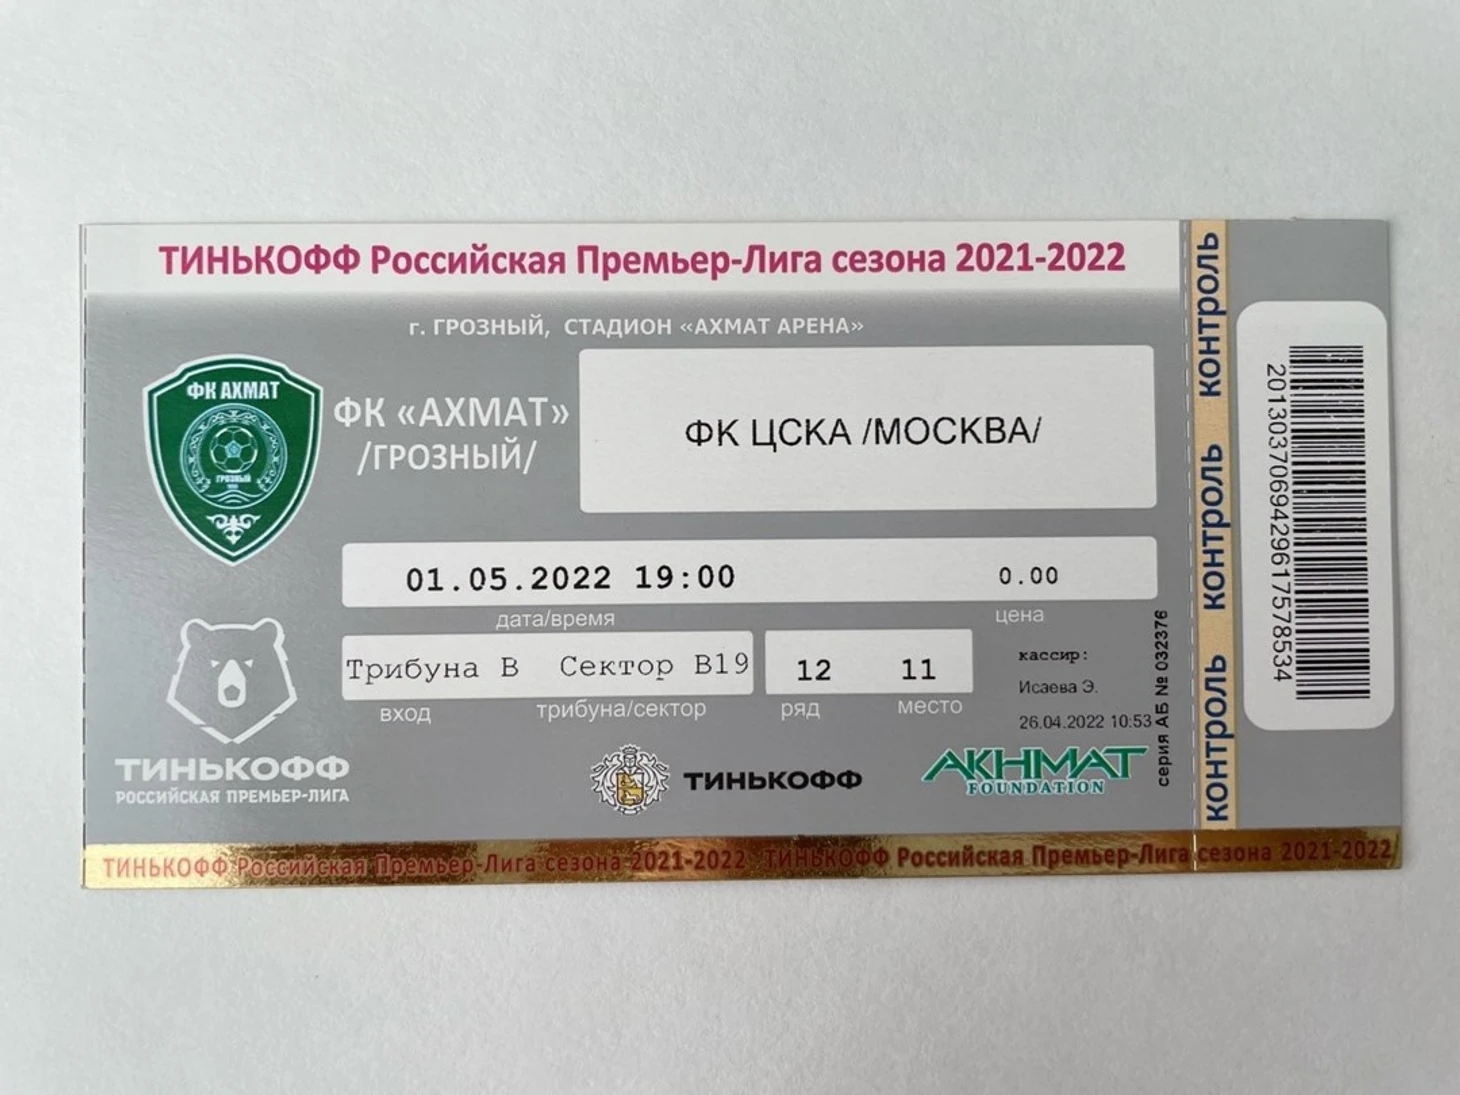 ТИНЬКОФФ Российская Премьер-Лига сезона 2021-2022
г. ГРОЗНЫЙ, СТАДИОН «АХМАТ АРЕНА»
ФК АХМАТ
ГРОЗНЫЙ
ФК «АХМАТ»
/ГРОЗНЫЙ/
ФК ЦСКА /МОСКВА/
01.05.2022 19:00
0.00
дата/время
цена
Трибуна В Сектор В19
12
11
вход
трибуна/сектор
ряд
место
кассир:
Исаева Э.
26.04.2022 10:53
серия АБ № 032376
ТИНЬКОФФ
РОССИЙСКАЯ ПРЕМЬЕР-ЛИГА
ТИНЬКОФФ
AKHMAT
FOUNDATION
контроль контроль контроль
2013037069429617578534
ТИНЬКОФФ Российская Премьер-Лига сезона 2021-2022 ТИНЬКОФФ Российская Премьер-Лига сезона 2021-2022